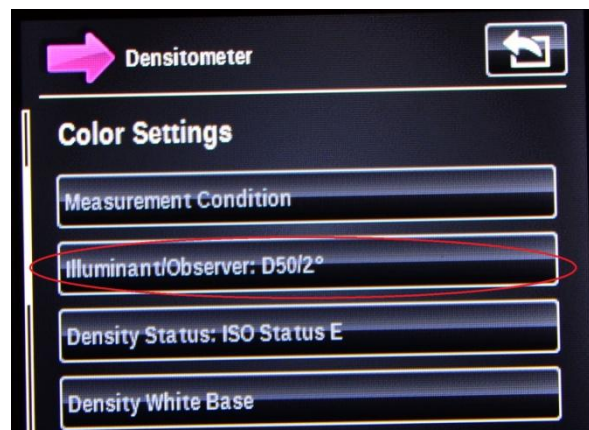 Densitometer
Color Settings
Measurement Condition
Illuminant/Observer: D50/2°
Density Status: ISO Status E
Density White Base